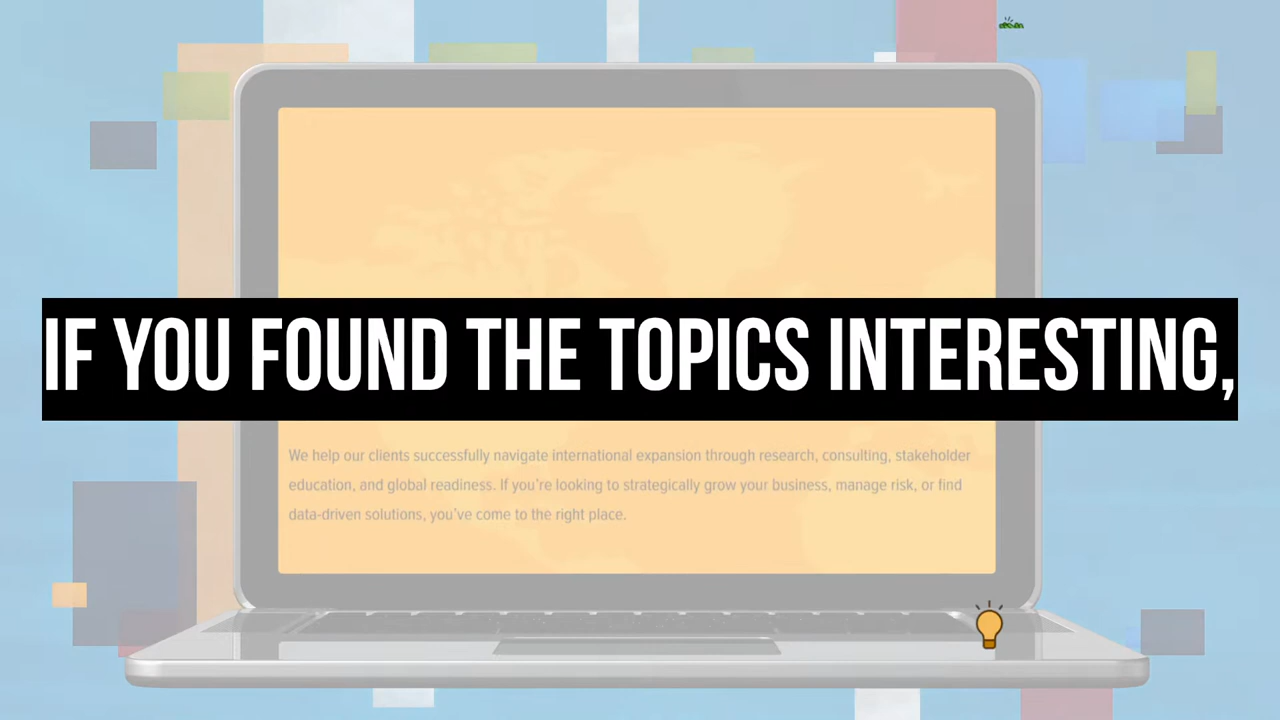 IF YOU FOUND THE TOPICS INTERESTING,
We help our clients successfully navigate international expansion through research, consulting, stakeholder
education, and global readiness. If you're looking to strategically grow your business, manage risk, or find
data-driven solutions, you've come to the right place.